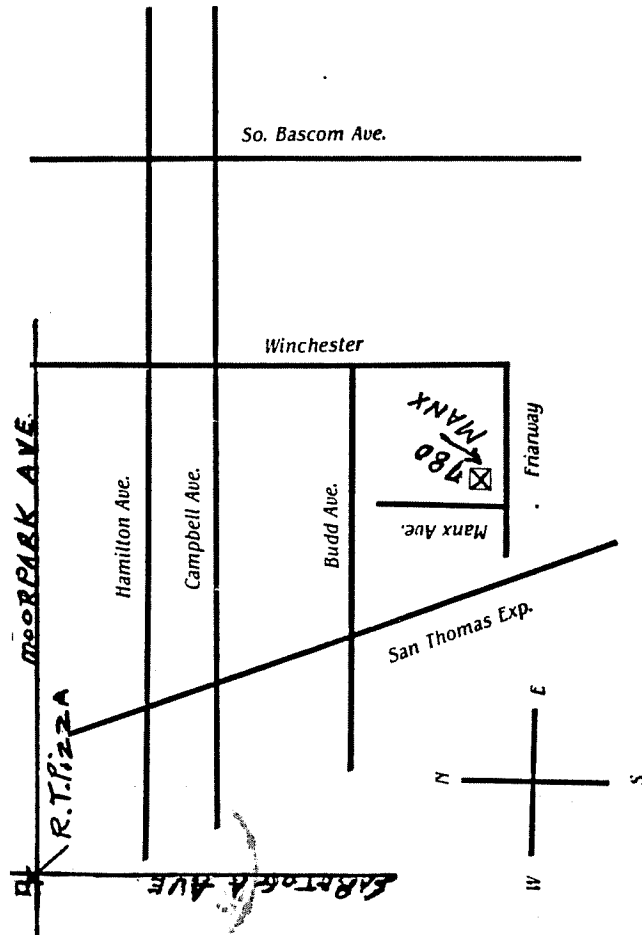 So. Bascom Ave.
Winchester
MOORPARK AVE.
Hamilton Ave.
Campbell Ave.
Budd Ave.
780
MANX
Manx Ave.
Friarway
San Thomas Exp.
R.T. PizzA
SARATOGA AVE
N
E
W
S